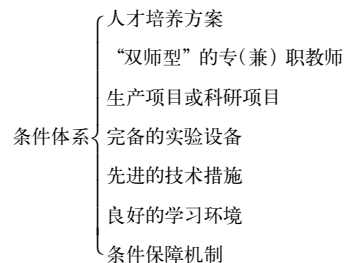 人才培养方案
“双师型”的专(兼)职教师
生产项目或科研项目
条件体系
完备的实验设备
先进的技术措施
良好的学习环境
条件保障机制